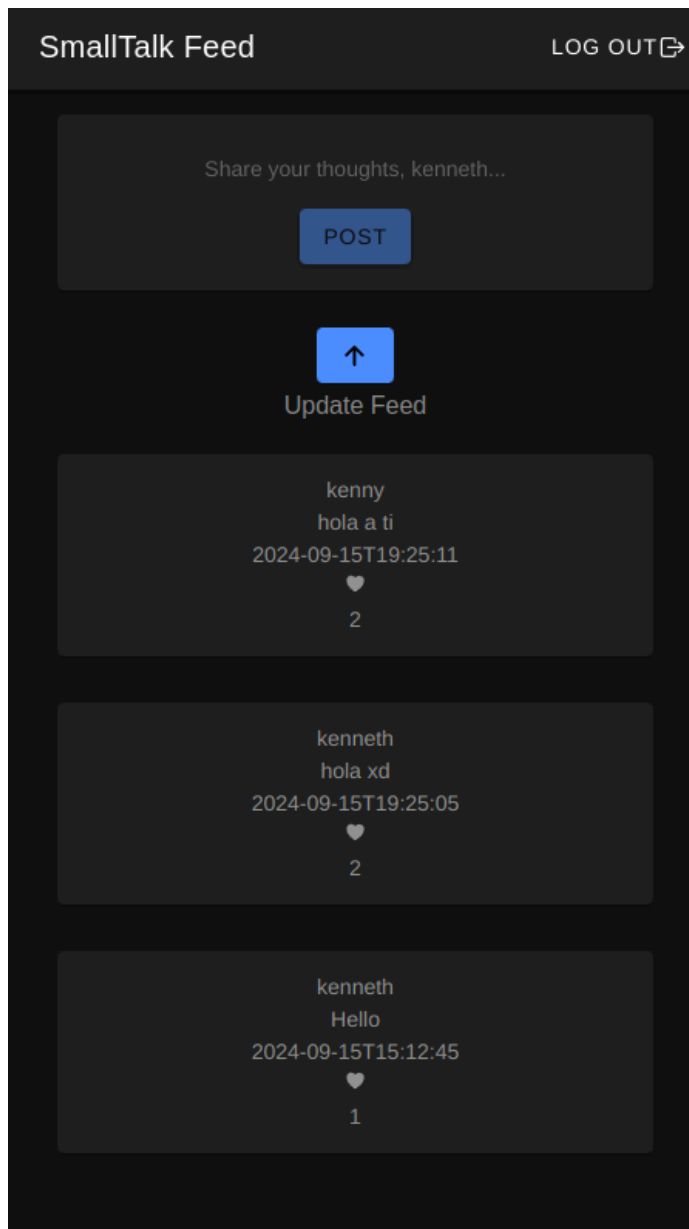 SmallTalk Feed
LOG OUT
Share your thoughts, kenneth...
POST
Update Feed
kenny
hola a ti
2024-09-15T19:25:11
2
kenneth
hola xd
2024-09-15T19:25:05
2
kenneth
Hello
2024-09-15T15:12:45
1